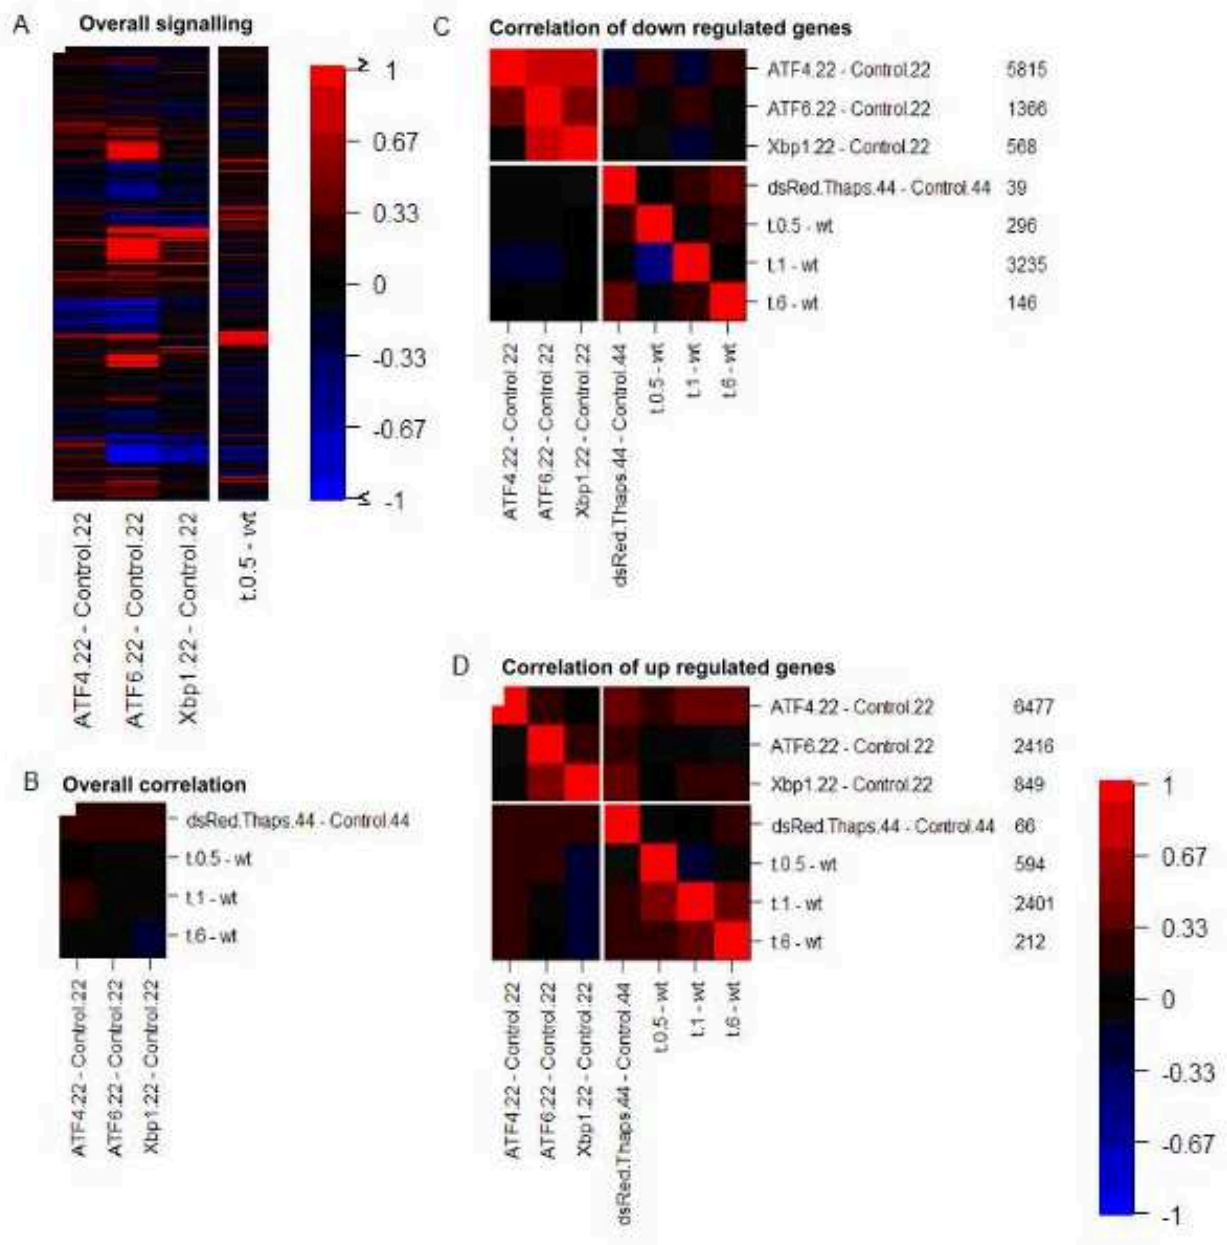 A
Overall signalling
≥ 1
0.67
0.33
0
-0.33
-0.67
≤ -1
ATF4.22 - Control.22
ATF6.22 - Control.22
Xbp1.22 - Control.22
t.0.5 - wt
B
Overall correlation
dsRed.Thaps.44 - Control.44
t.0.5 - wt
t.1 - wt
t.6 - wt
ATF4.22 - Control.22
ATF6.22 - Control.22
Xbp1.22 - Control.22
C
Correlation of down regulated genes
ATF4.22 - Control.22 5815
ATF6.22 - Control.22 1366
Xbp1.22 - Control.22 568
dsRed.Thaps.44 - Control.44 39
t.0.5 - wt 296
t.1 - wt 3235
t.6 - wt 146
ATF4.22 - Control.22
ATF6.22 - Control.22
Xbp1.22 - Control.22
dsRed.Thaps.44 - Control.44
t.0.5 - wt
t.1 - wt
t.6 - wt
D
Correlation of up regulated genes
ATF4.22 - Control.22 6477
ATF6.22 - Control.22 2416
Xbp1.22 - Control.22 849
dsRed.Thaps.44 - Control.44 66
t.0.5 - wt 594
t.1 - wt 2401
t.6 - wt 212
ATF4.22 - Control.22
ATF6.22 - Control.22
Xbp1.22 - Control.22
dsRed.Thaps.44 - Control.44
t.0.5 - wt
t.1 - wt
t.6 - wt
1
0.67
0.33
0
-0.33
-0.67
-1